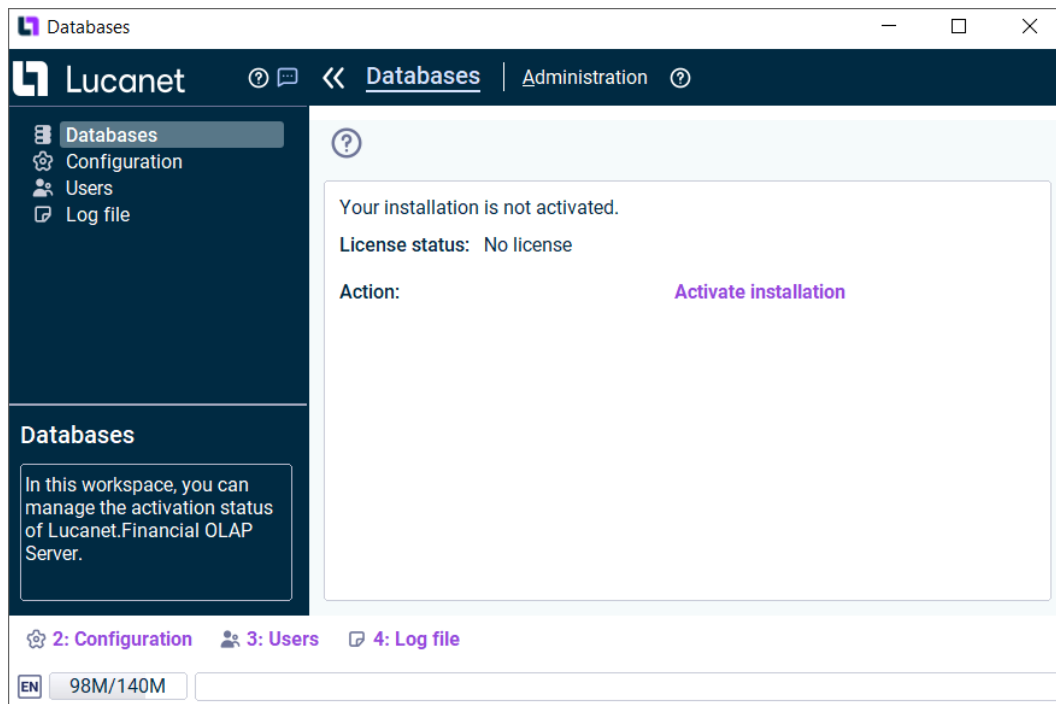 Databases
Lucanet
Databases
Administration
Databases
Configuration
Users
Log file
Your installation is not activated.
License status: No license
Action: Activate installation
Databases
In this workspace, you can
manage the activation status
of Lucanet.Financial OLAP
Server.
2: Configuration 3: Users 4: Log file
EN 98M/140M